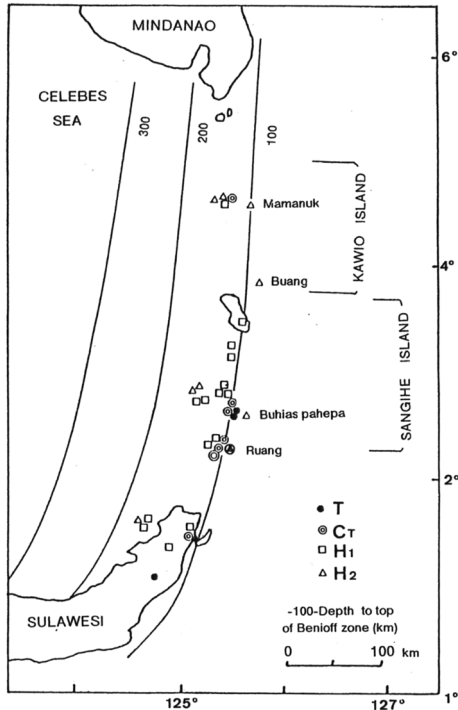 MINDANAO
6°
CELEBES
SEA
300
200
100
Mamanuk
KAWIO ISLAND
4°
Buang
SANGIHE ISLAND
Buhias pahepa
Ruang
2°
T
CT
H1
H2
-100-Depth to top
of Benioff zone (km)
SULAWESI
0 100 km
1°
125° 127°